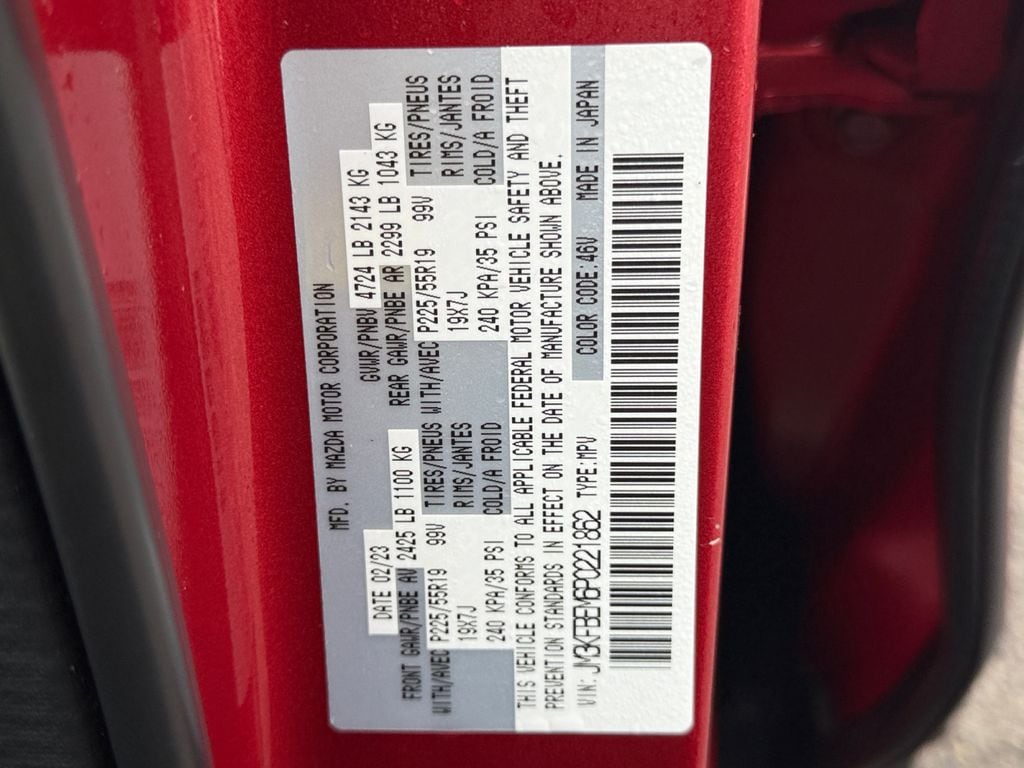 MFD. BY MAZDA MOTOR CORPORATION
DATE 02/23 GVWR/PNBV 4724 LB 2143 KG
FRONT GAWR/PNBE AV 2425 LB 1100 KG REAR GAWR/PNBE AR 2299 LB 1043 KG
WITH/AVEC P225/55R19 99V TIRES/PNEUS WITH/AVEC P225/55R19 99V TIRES/PNEUS
19X7J RIMS/JANTES 19X7J RIMS/JANTES
240 KPA/35 PSI COLD/A FROID 240 KPA/35 PSI COLD/A FROID
THIS VEHICLE CONFORMS TO ALL APPLICABLE FEDERAL MOTOR VEHICLE SAFETY AND THEFT
PREVENTION STANDARDS IN EFFECT ON THE DATE OF MANUFACTURE SHOWN ABOVE.
VIN: JM3KFBEM6P0221862 TYPE:MPV COLOR CODE:46V MADE IN JAPAN